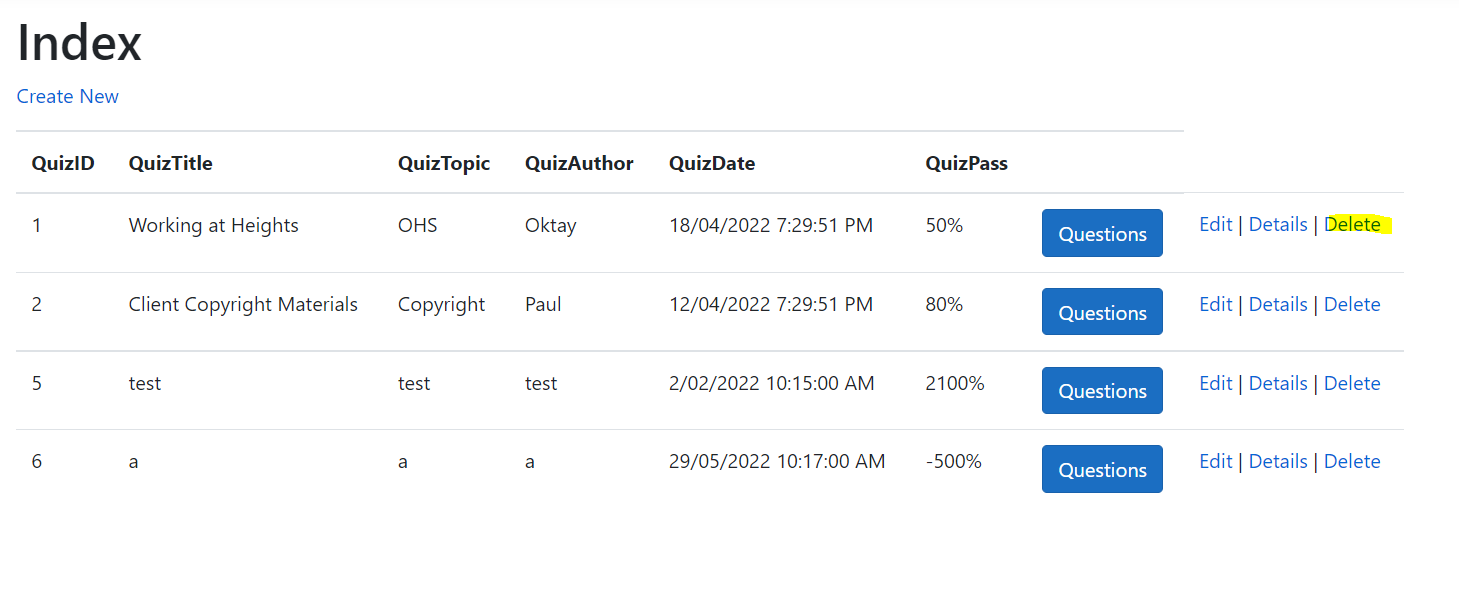 Index
Create New
QuizID QuizTitle QuizTopic QuizAuthor QuizDate QuizPass
1 Working at Heights OHS Oktay 18/04/2022 7:29:51 PM 50% Questions Edit | Details | Delete
2 Client Copyright Materials Copyright Paul 12/04/2022 7:29:51 PM 80% Questions Edit | Details | Delete
5 test test test 2/02/2022 10:15:00 AM 2100% Questions Edit | Details | Delete
6 a a a 29/05/2022 10:17:00 AM -500% Questions Edit | Details | Delete